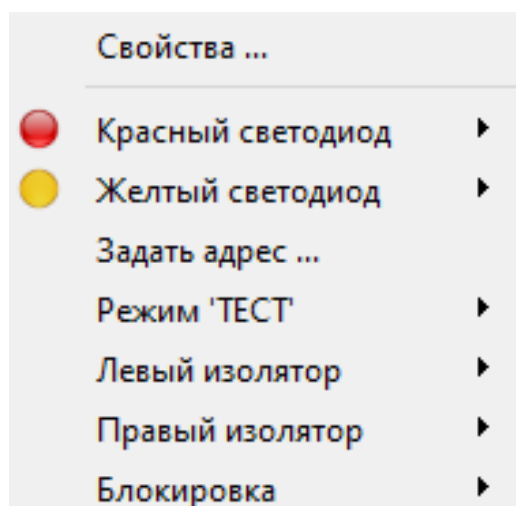 Свойства ...
Красный светодиод
Желтый светодиод
Задать адрес ...
Режим 'ТЕСТ'
Левый изолятор
Правый изолятор
Блокировка